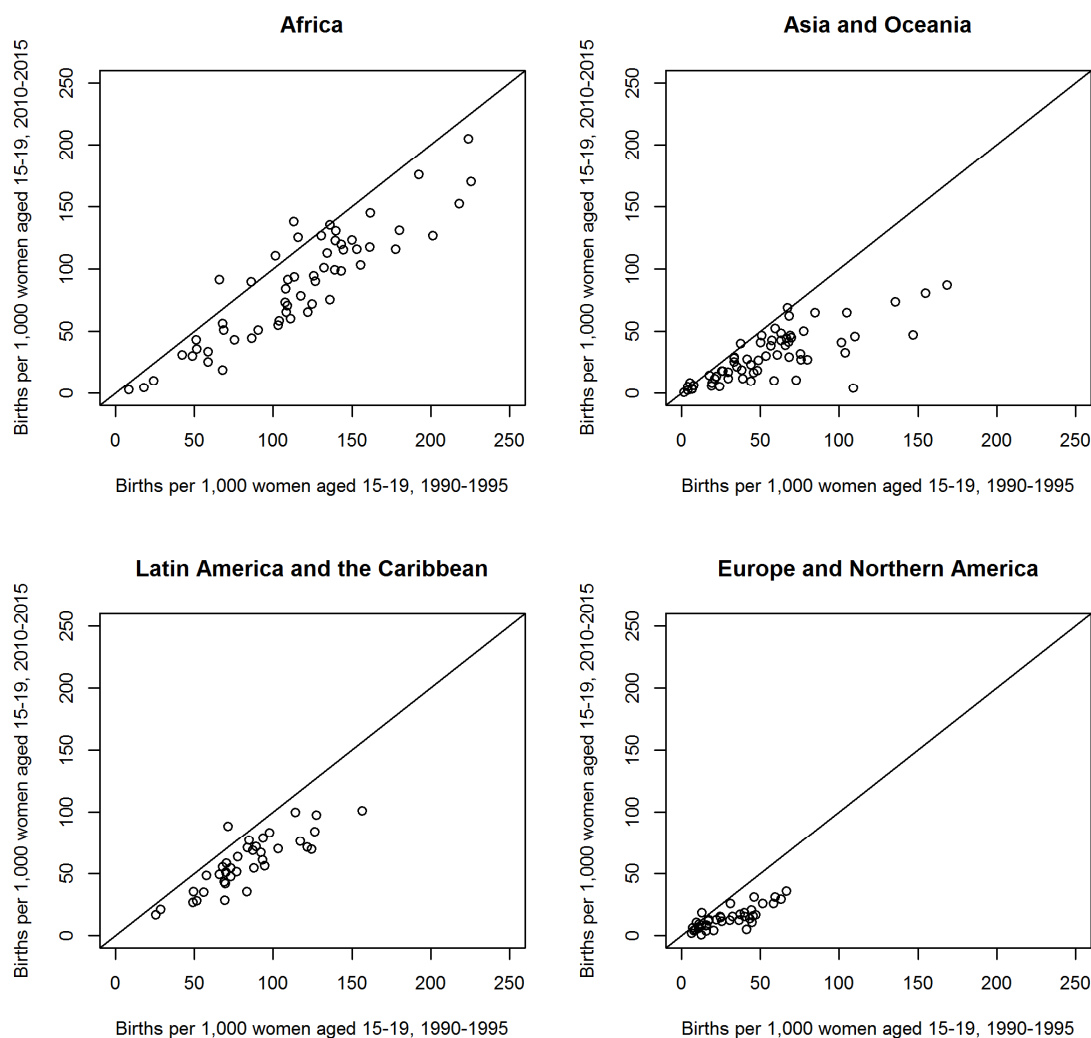 Africa
Births per 1,000 women aged 15-19, 2010-2015
250
200
150
100
50
0
0 50 100 150 200 250
Births per 1,000 women aged 15-19, 1990-1995
Asia and Oceania
Births per 1,000 women aged 15-19, 2010-2015
250
200
150
100
50
0
0 50 100 150 200 250
Births per 1,000 women aged 15-19, 1990-1995
Latin America and the Caribbean
Births per 1,000 women aged 15-19, 2010-2015
250
200
150
100
50
0
0 50 100 150 200 250
Births per 1,000 women aged 15-19, 1990-1995
Europe and Northern America
Births per 1,000 women aged 15-19, 2010-2015
250
200
150
100
50
0
0 50 100 150 200 250
Births per 1,000 women aged 15-19, 1990-1995